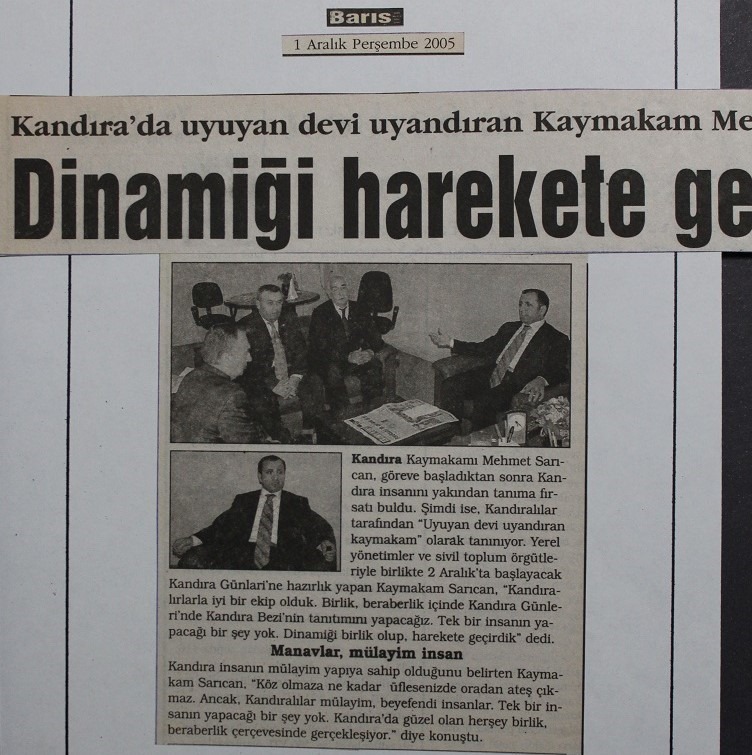 Barış
1 Aralık Perşembe 2005
Kandıra'da uyuyan devi uyandıran Kaymakam Me
Dinamiği harekete ge
Kandıra Kaymakamı Mehmet Sarı-
can, göreve başladıktan sonra Kan-
dıra insanını yakından tanıma fır-
satı buldu. Şimdi ise, Kandıralılar
tarafından "Uyuyan devi uyandıran
kaymakam" olarak tanınıyor. Yerel
yönetimler ve sivil toplum örgütle-
riyle birlikte 2 Aralık'ta başlayacak
Kandıra Günlari'ne hazırlık yapan Kaymakam Sarıcan, "Kandıra-
lırlarla iyi bir ekip olduk. Birlik, beraberlik içinde Kandıra Günle-
ri'nde Kandıra Bezi'nin tanıtımını yapacağız. Tek bir insanın ya-
pacağı bir şey yok. Dinamiği birlik olup, harekete geçirdik" dedi.
Manavlar, mülayim insan
Kandıra insanın mülayim yapıya sahip olduğunu belirten Kayma-
kam Sarıcan, "Köz olmaza ne kadar üflesenizde oradan ateş çık-
maz. Ancak, Kandıralılar mülayim, beyefendi insanlar. Tek bir in-
sanın yapacağı bir şey yok. Kandıra'da güzel olan herşey birlik,
beraberlik çerçevesinde gerçekleşiyor." diye konuştu.